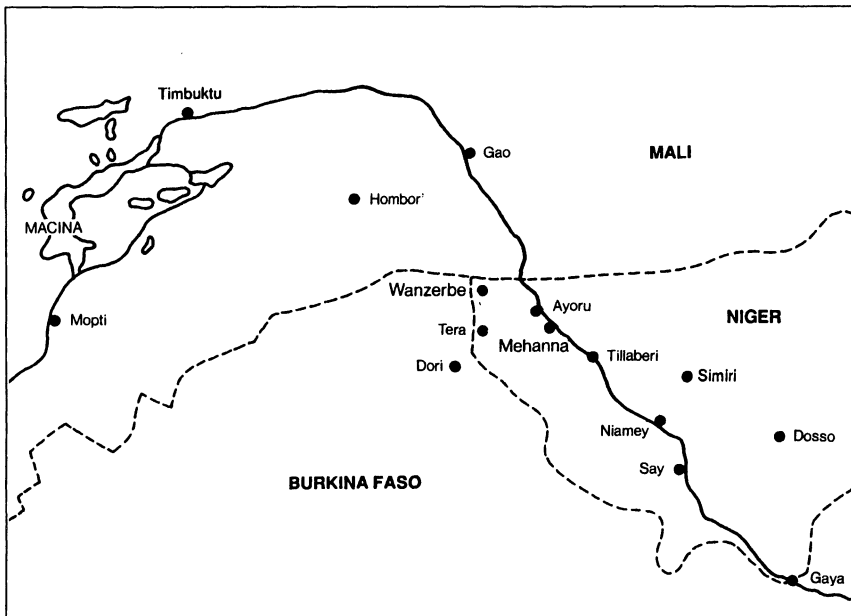 Timbuktu
Gao
MALI
Hombor'
MACINA
Wanzerbe
Ayoru
NIGER
Mopti
Tera
Mehanna
Tillaberi
Dori
Simiri
Niamey
Dosso
Say
BURKINA FASO
Gaya